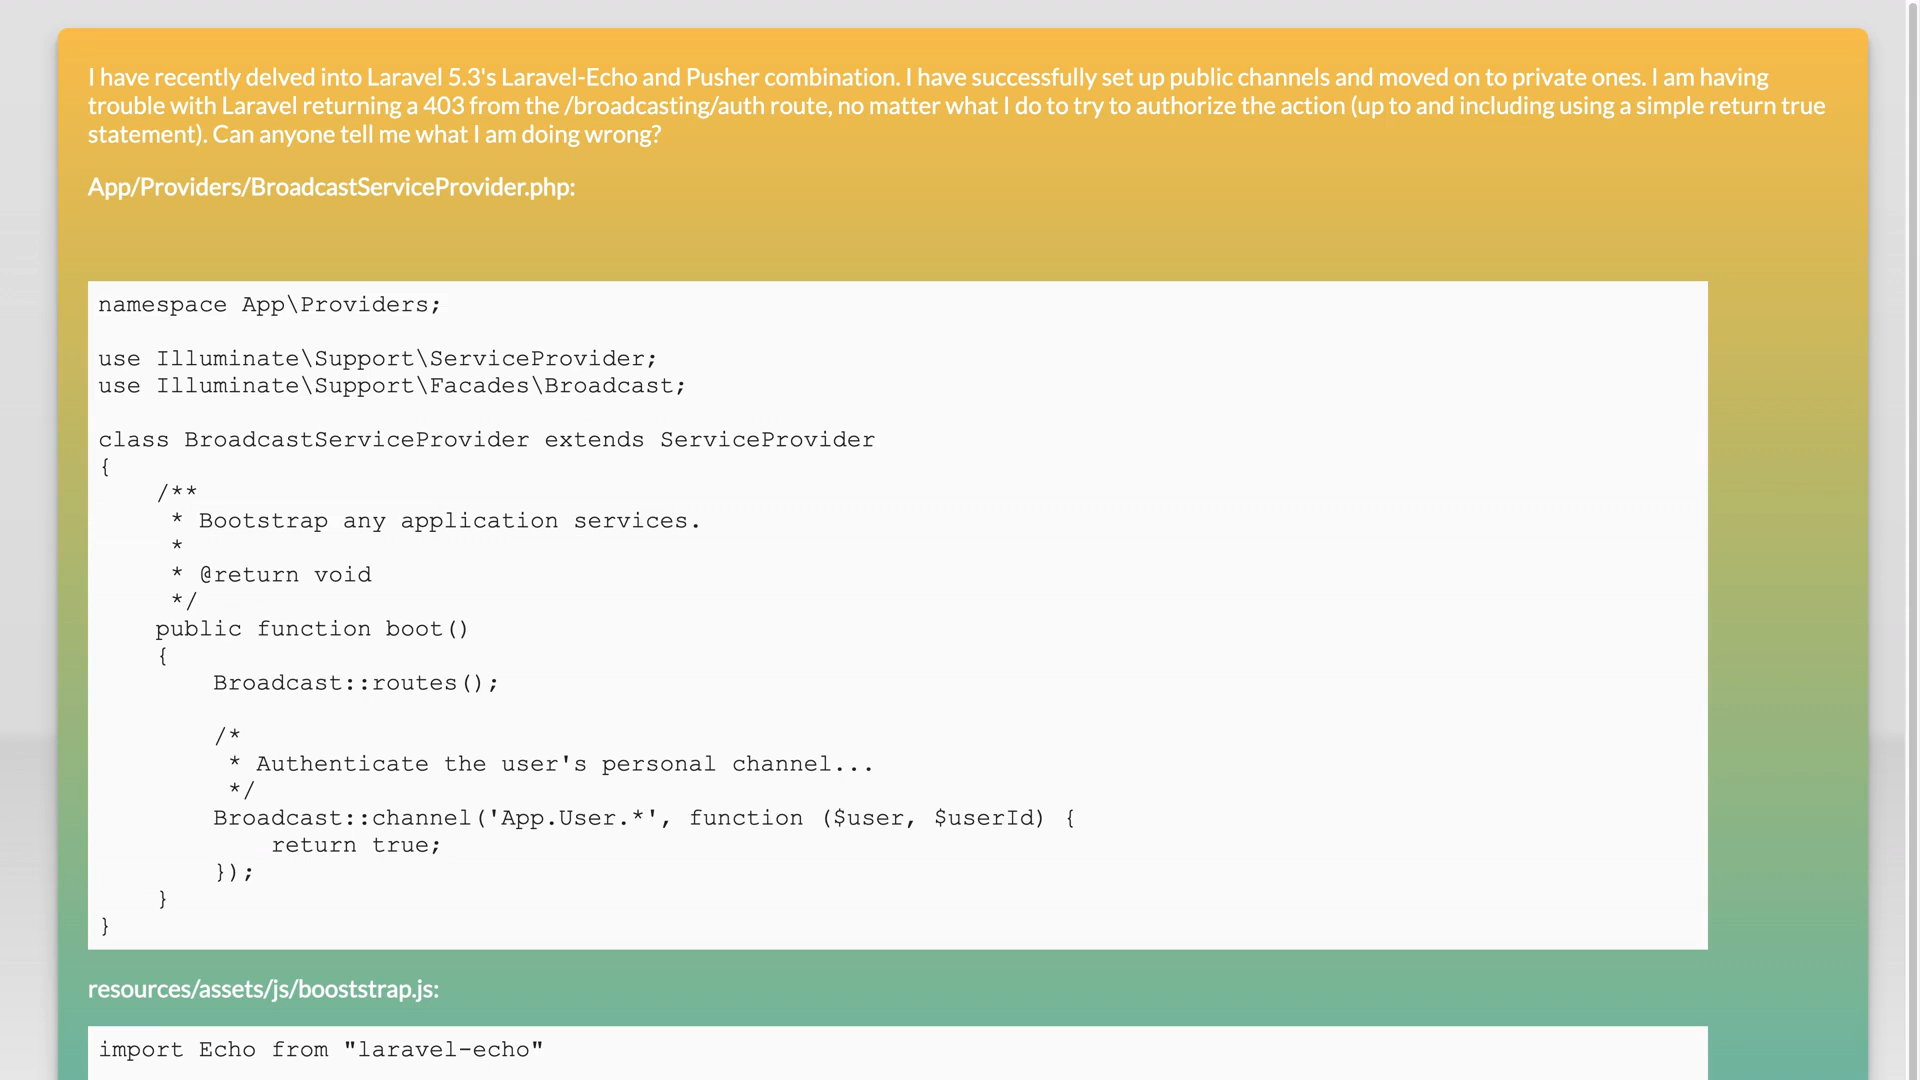 I have recently delved into Laravel 5.3's Laravel-Echo and Pusher combination. I have successfully set up public channels and moved on to private ones. I am having
trouble with Laravel returning a 403 from the /broadcasting/auth route, no matter what I do to try to authorize the action (up to and including using a simple return true
statement). Can anyone tell me what I am doing wrong?
App/Providers/BroadcastServiceProvider.php:
namespace App\Providers;
use Illuminate\Support\ServiceProvider;
use Illuminate\Support\Facades\Broadcast;
class BroadcastServiceProvider extends ServiceProvider
{
    /**
     * Bootstrap any application services.
     *
     * @return void
     */
    public function boot()
    {
        Broadcast::routes();
        /*
         * Authenticate the user's personal channel...
         */
        Broadcast::channel('App.User.*', function ($user, $userId) {
            return true;
        });
    }
}
resources/assets/js/booststrap.js:
import Echo from "laravel-echo"